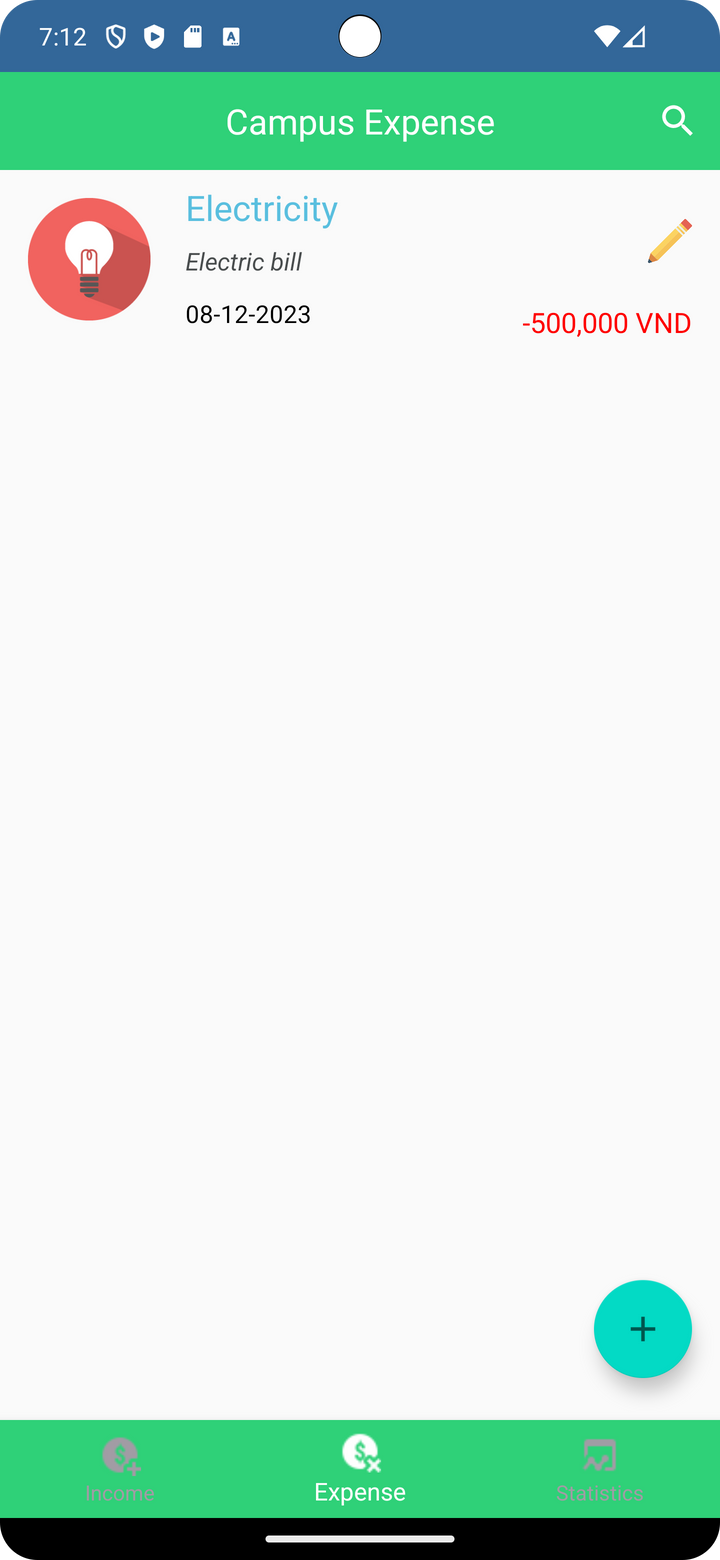 7:12
Campus Expense
Electricity
Electric bill
08-12-2023
-500,000 VND
Income
Expense
Statistics